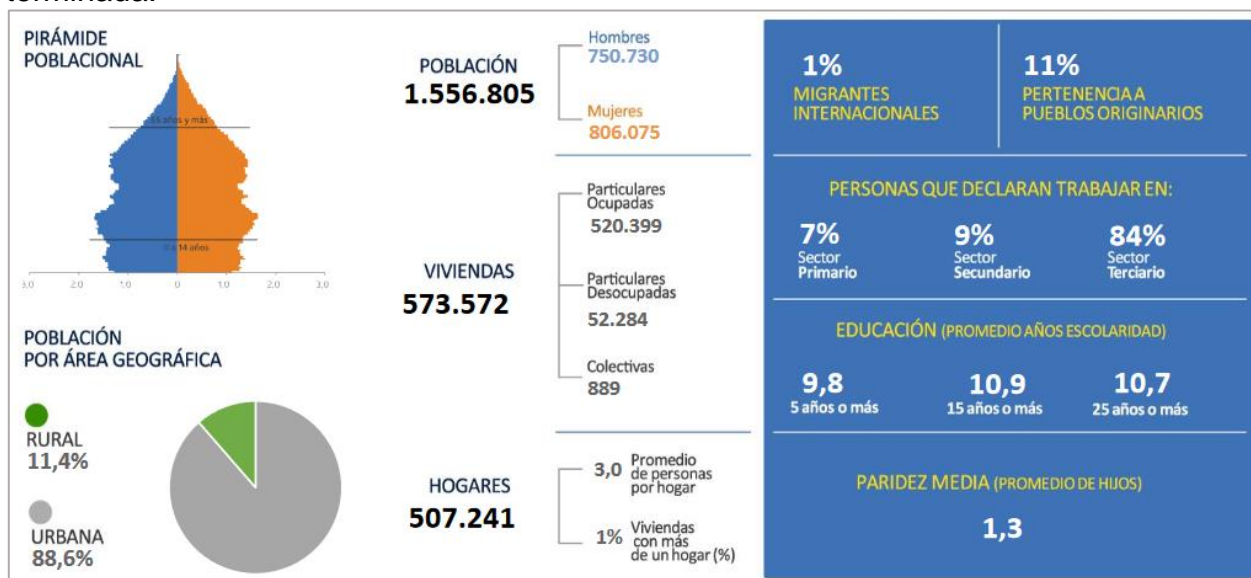 terminada.
PIRÁMIDE
POBLACIONAL
65 años y más
0 a 14 años
3,0 2,0 1,0 0 1,0 2,0 3,0
POBLACIÓN
POR ÁREA GEOGRÁFICA
RURAL
11,4%
URBANA
88,6%
POBLACIÓN
1.556.805
Hombres
750.730
Mujeres
806.075
VIVIENDAS
573.572
Particulares
Ocupadas
520.399
Particulares
Desocupadas
52.284
Colectivas
889
HOGARES
507.241
3,0 Promedio
de personas
por hogar
1% Viviendas
con más
de un hogar (%)
1%
MIGRANTES
INTERNACIONALES
11%
PERTENENCIA A
PUEBLOS ORIGINARIOS
PERSONAS QUE DECLARAN TRABAJAR EN:
7%
Sector
Primario
9%
Sector
Secundario
84%
Sector
Terciario
EDUCACIÓN (PROMEDIO AÑOS ESCOLARIDAD)
9,8
5 años o más
10,9
15 años o más
10,7
25 años o más
PARIDEZ MEDIA (PROMEDIO DE HIJOS)
1,3